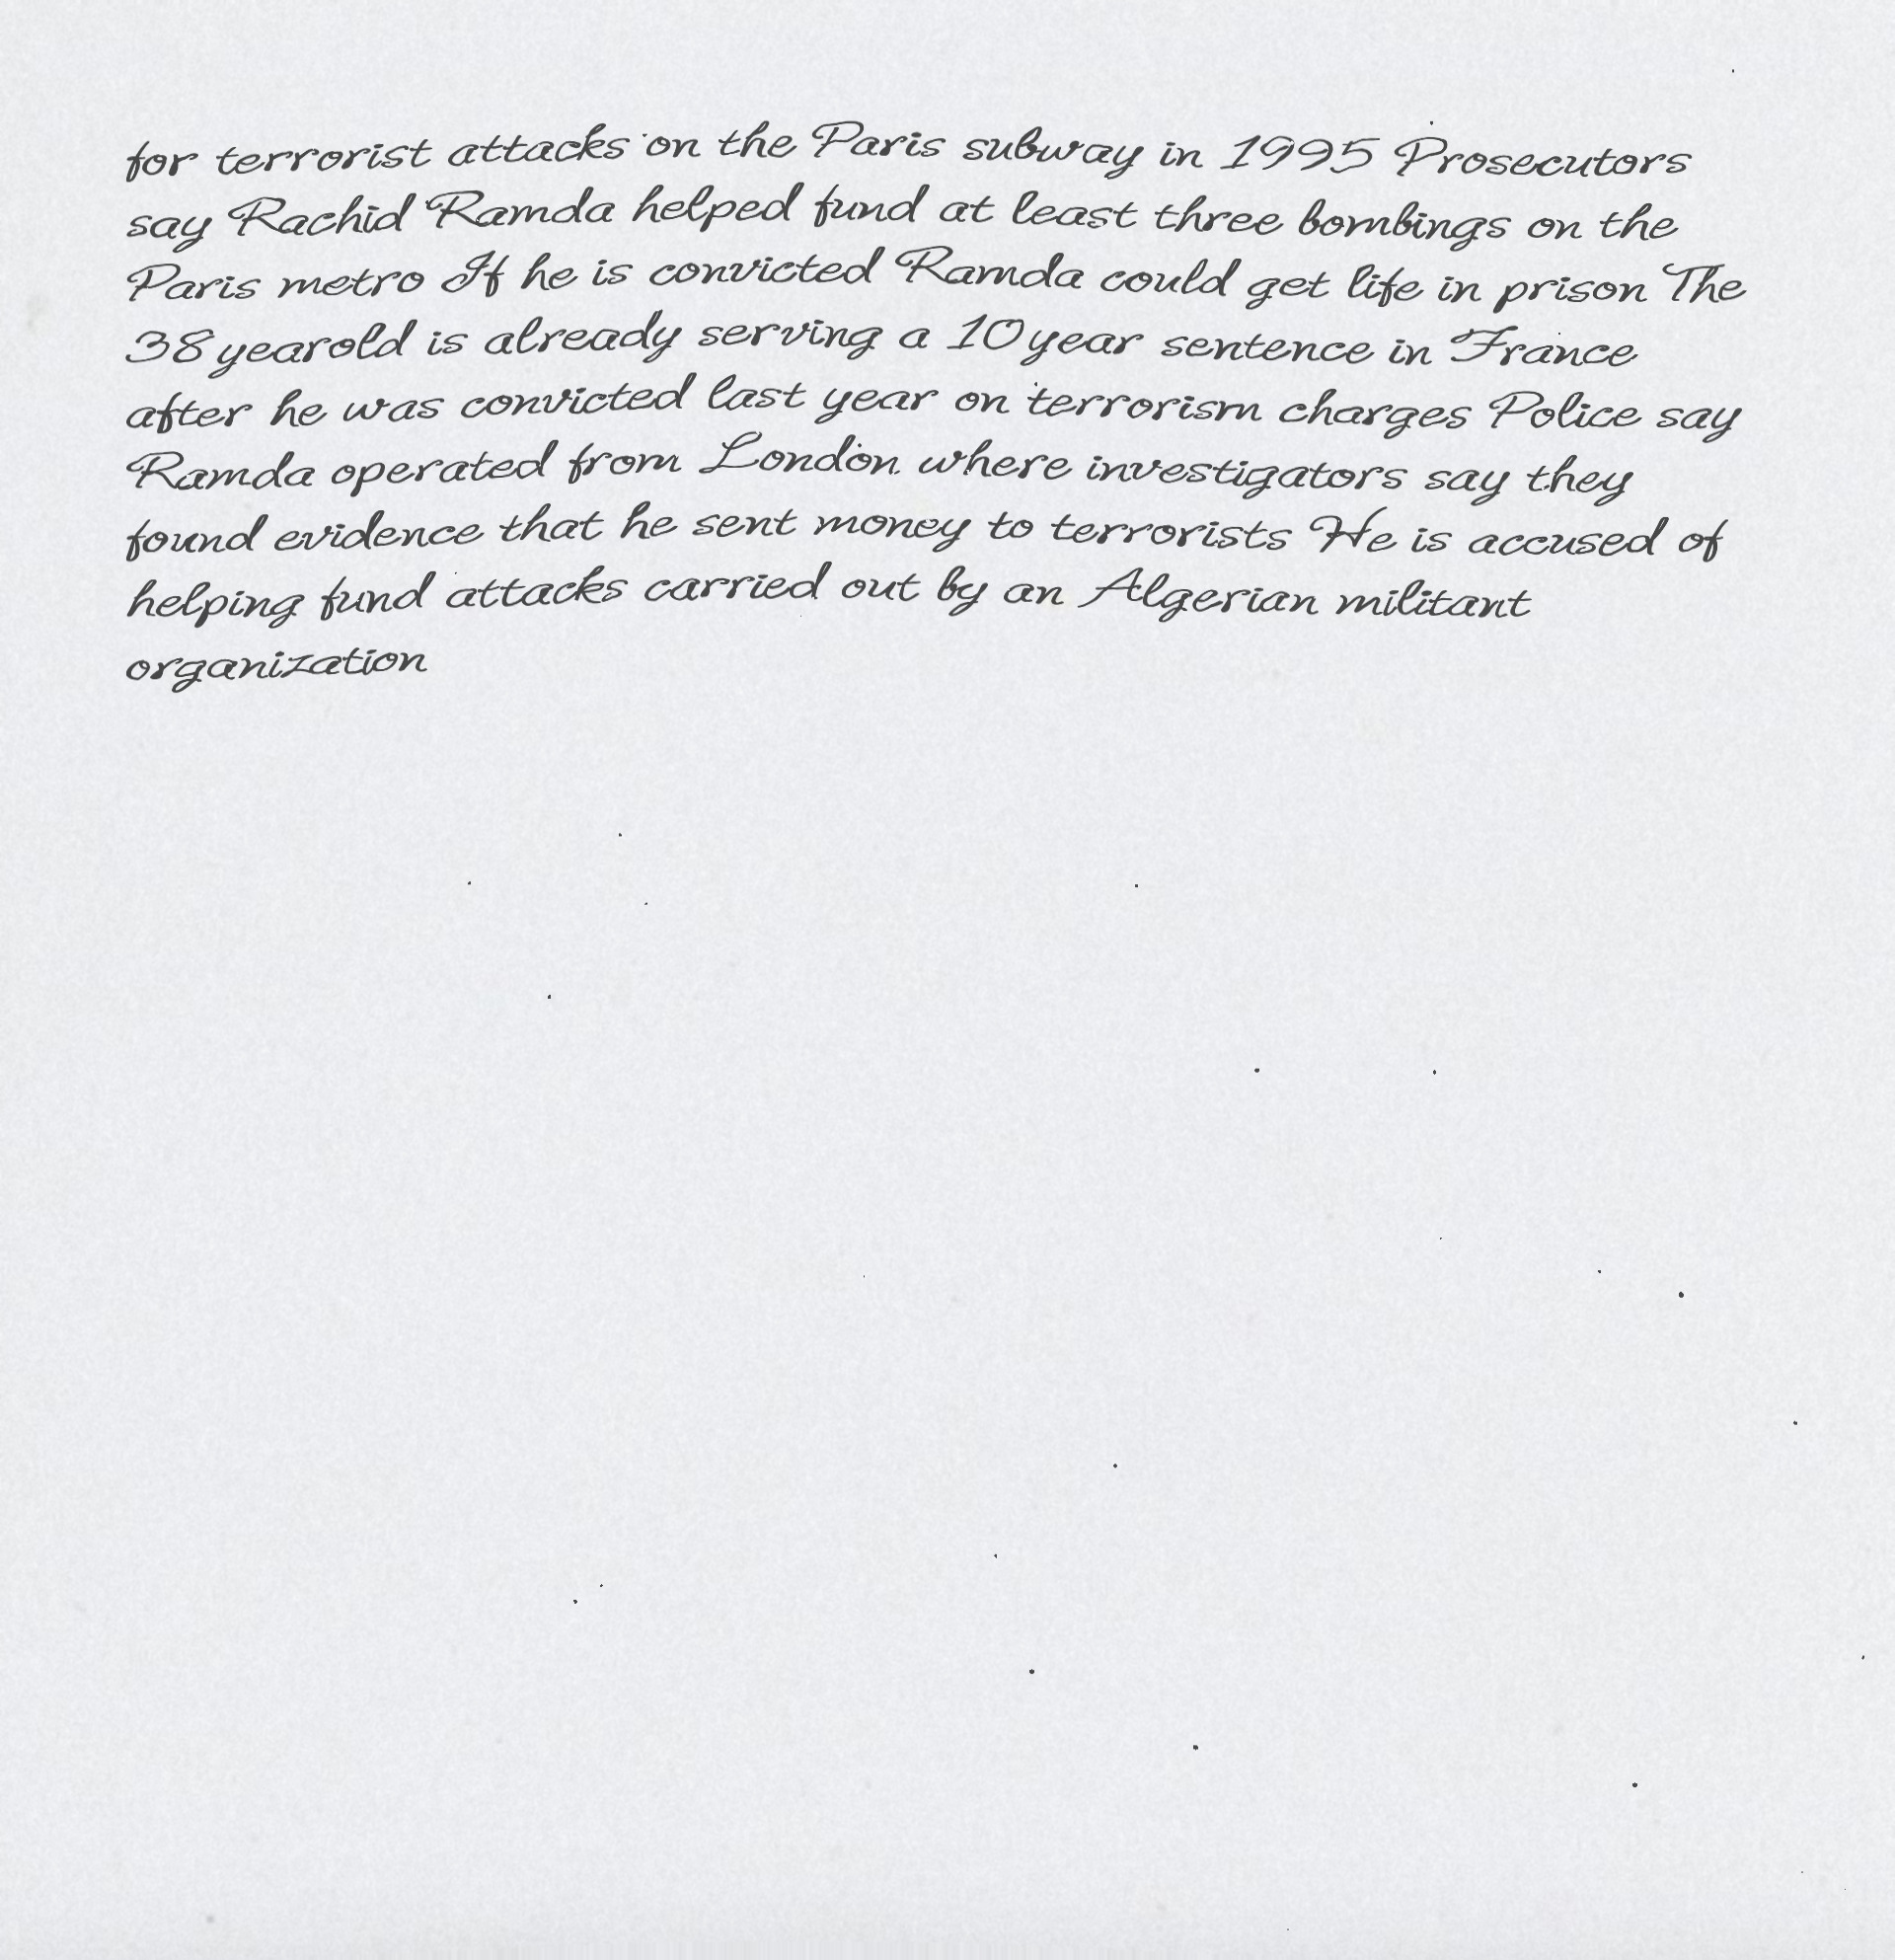 for terrorist attacks on the Paris subway in 1995 Prosecutors
say Rachid Ramda helped fund at least three bombings on the
Paris metro If he is convicted Ramda could get life in prison The
38yearold is already serving a 10year sentence in France
after he was convicted last year on terrorism charges Police say
Ramda operated from London where investigators say they
found evidence that he sent money to terrorists He is accused of
helping fund attacks carried out by an Algerian militant
organization